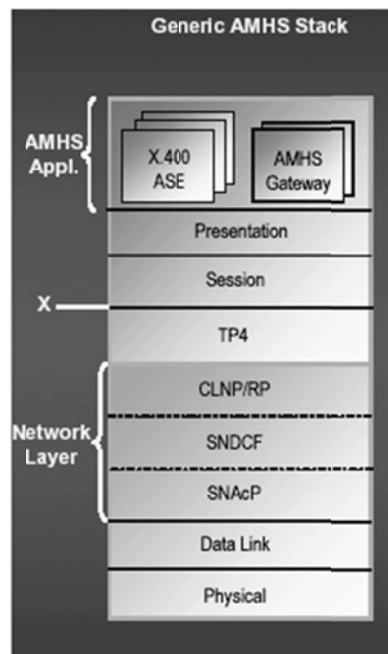 Generic AMHS Stack
AMHS
Appl.
X.400
ASE
AMHS
Gateway
Presentation
Session
X
TP4
CLNP/RP
Network
Layer
SNDCF
SNAcP
Data Link
Physical